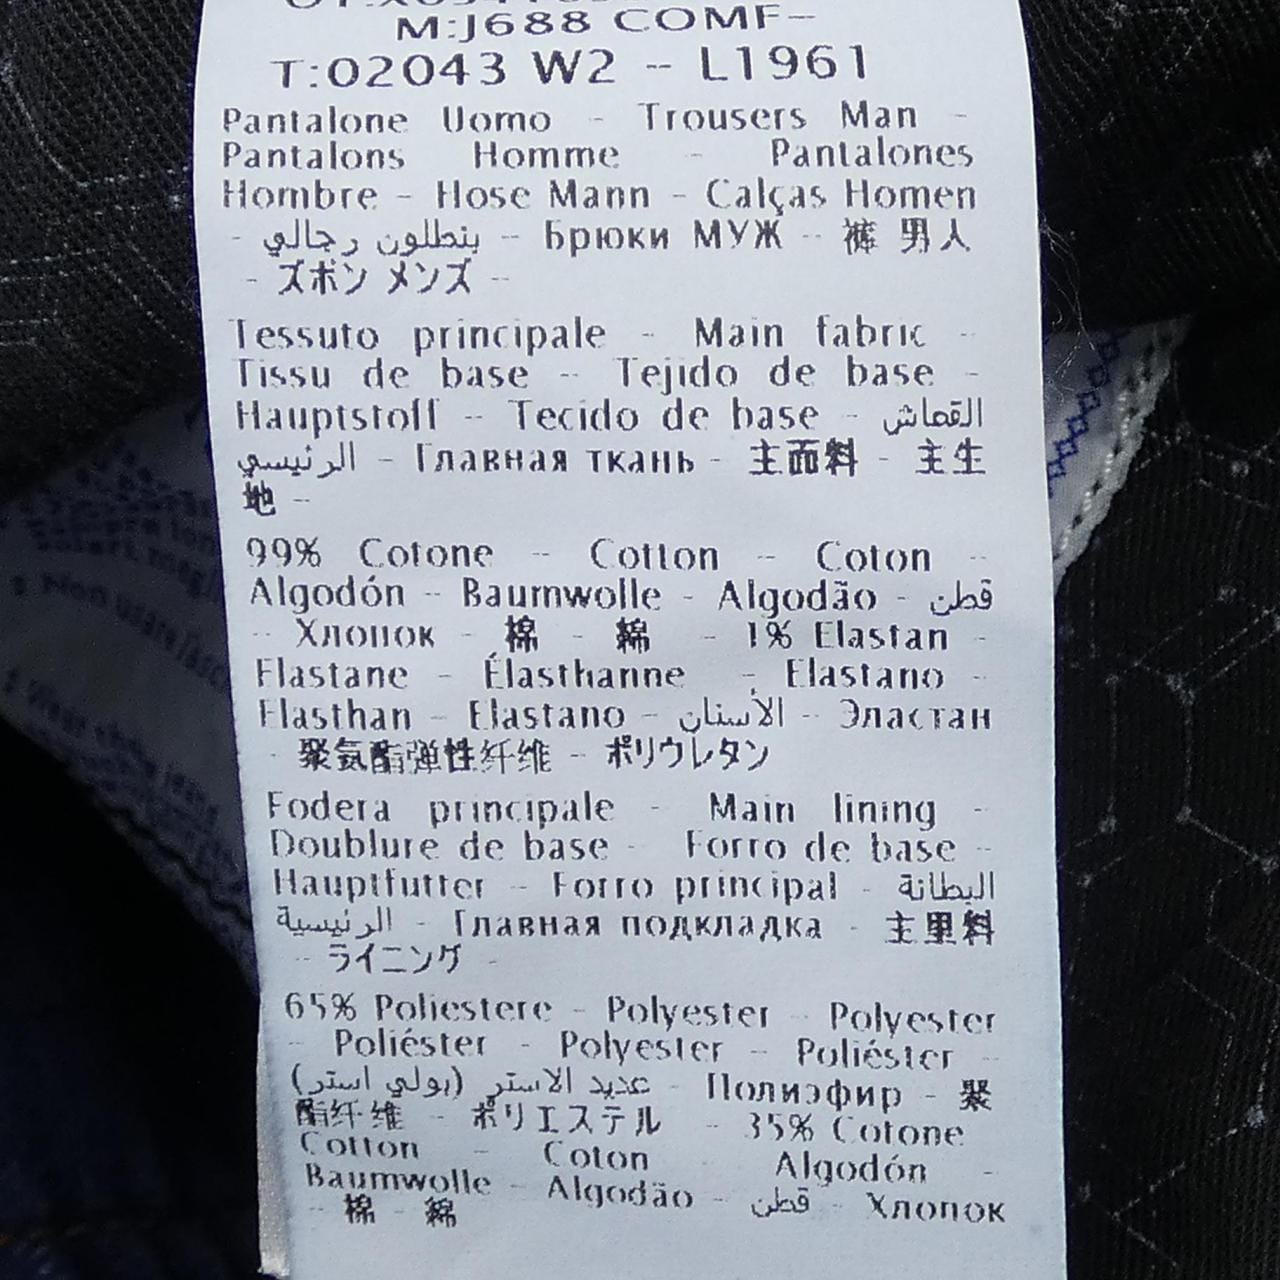 M:J688 COMF-
T:02043 W2 - L1961
Pantalone Uomo - Trousers Man -
Pantalons Homme - Pantalones
Hombre - Hose Mann - Calças Homen
- بنطلون رجالي - Брюки МУЖ - 裤 男人
- ズボン メンズ -
Tessuto principale - Main fabric -
Tissu de base - Tejido de base -
Hauptstoff - Tecido de base - القماش
الرئيسي - Главная ткань - 主面料 - 主生
地 -
99% Cotone - Cotton - Coton -
Algodón - Baumwolle - Algodão - قطن
- Хлопок - 棉 - 綿 - 1% Elastan -
Elastane - Élasthanne - Elastano -
Elasthan - Elastano - الأستان - Эластан
- 聚氨酯弹性纤维 - ポリウレタン
Fodera principale - Main lining -
Doublure de base - Forro de base -
Hauptfutter - Forro principal - البطانة
الرئيسية - Главная подкладка - 主里料
- ライニング -
65% Poliestere - Polyester - Polyester
- Poliéster - Polyester - Poliéster -
عديد الاستر (بولي استر) - Полиэфир - 聚
酯纤维 - ポリエステル - 35% Cotone
Cotton - Coton - Algodón -
Baumwolle - Algodão - قطن - Хлопок
- 棉 - 綿